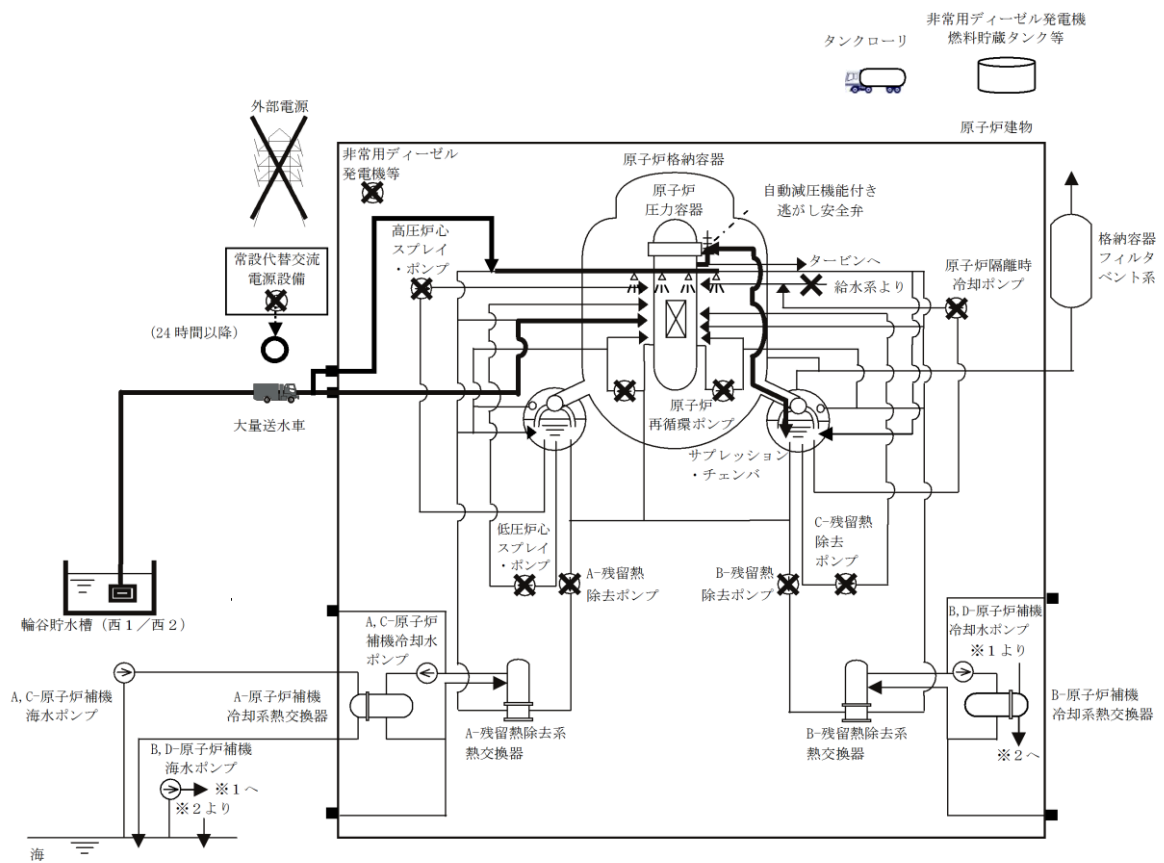 非常用ディーゼル発電機
燃料貯蔵タンク等
タンクローリ
外部電源
原子炉建物
非常用ディーゼル
発電機等
原子炉格納容器
原子炉
圧力容器
自動減圧機能付き
逃がし安全弁
高圧炉心
スプレイ
・ポンプ
タービンへ
給水系より
原子炉隔離時
冷却ポンプ
格納容器
フィルタ
ベント系
常設代替交流
電源設備
(24時間以降)
大量送水車
原子炉
再循環ポンプ
サプレッション
・チェンバ
低圧炉心
スプレイ
・ポンプ
A-残留熱
除去ポンプ
B-残留熱
除去ポンプ
C-残留熱
除去
ポンプ
輪谷貯水槽（西１／西２）
A,C-原子炉
補機冷却水
ポンプ
B,D-原子炉補機
冷却水ポンプ
※１より
A,C-原子炉補機
海水ポンプ
A-原子炉補機
冷却系熱交換器
A-残留熱除去系
熱交換器
B-残留熱除去系
熱交換器
B-原子炉補機
冷却系熱交換器
※２へ
B,D-原子炉補機
海水ポンプ
※１へ
※２より
海